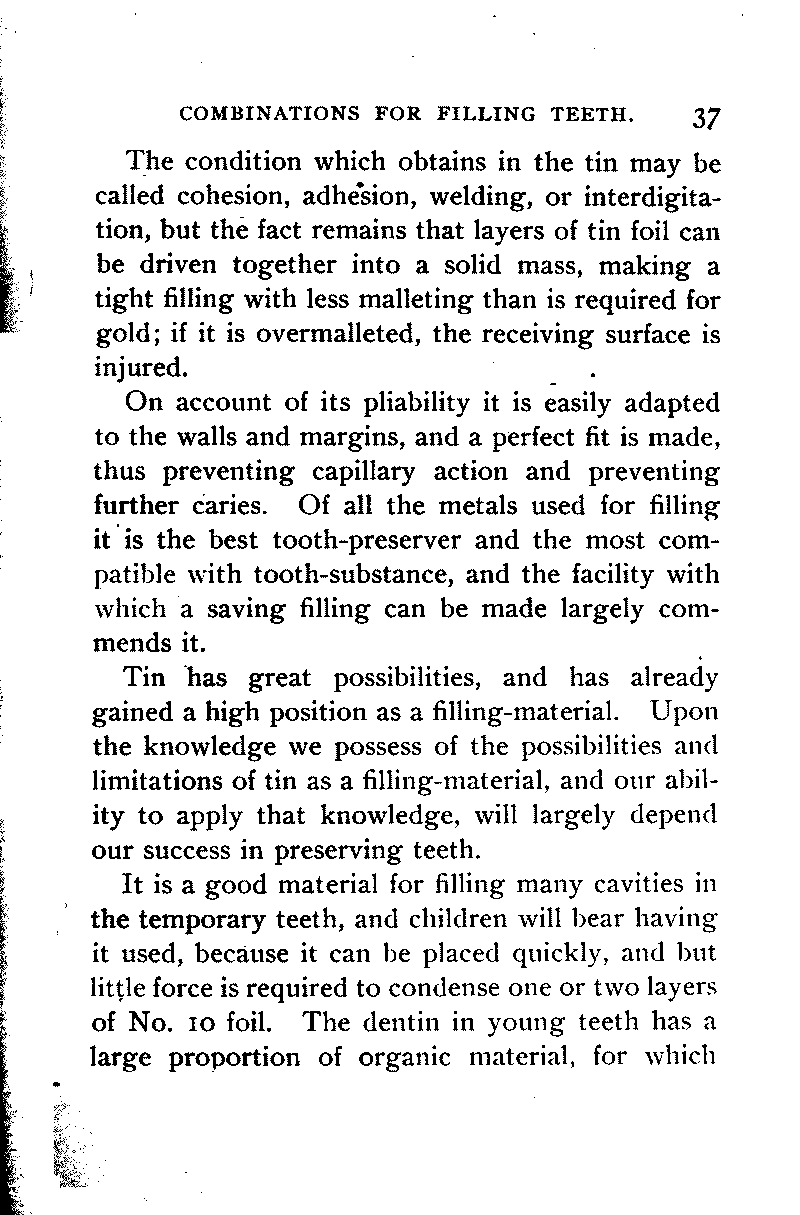 COMBINATIONS FOR FILLING TEETH. 37
The condition which obtains in the tin may be
called cohesion, adhesion, welding, or interdigita-
tion, but the fact remains that layers of tin foil can
be driven together into a solid mass, making a
tight filling with less malleting than is required for
gold; if it is overmalleted, the receiving surface is
injured.
On account of its pliability it is easily adapted
to the walls and margins, and a perfect fit is made,
thus preventing capillary action and preventing
further caries. Of all the metals used for filling
it is the best tooth-preserver and the most com-
patible with tooth-substance, and the facility with
which a saving filling can be made largely com-
mends it.
Tin has great possibilities, and has already
gained a high position as a filling-material. Upon
the knowledge we possess of the possibilities and
limitations of tin as a filling-material, and our abil-
ity to apply that knowledge, will largely depend
our success in preserving teeth.
It is a good material for filling many cavities in
the temporary teeth, and children will bear having
it used, because it can be placed quickly, and but
little force is required to condense one or two layers
of No. 10 foil. The dentin in young teeth has a
large proportion of organic material, for which